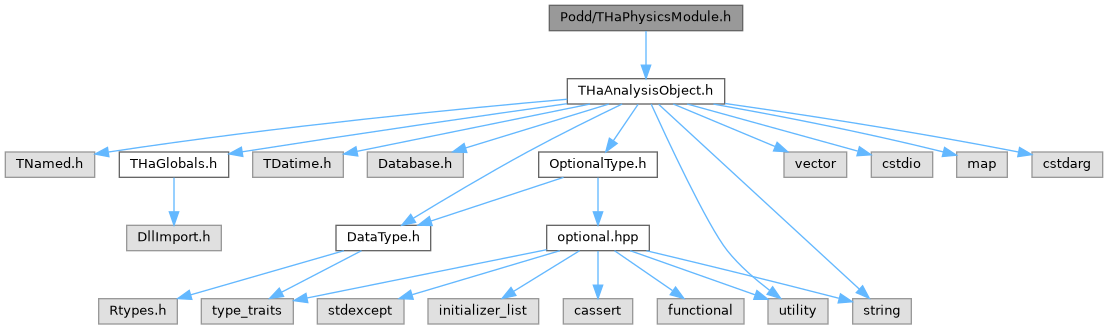 Podd/THaPhysicsModule.h
THaAnalysisObject.h
TNamed.h
THaGlobals.h
TDatime.h
Database.h
OptionalType.h
vector
cstdio
map
cstdarg
DllImport.h
DataType.h
optional.hpp
Rtypes.h
type_traits
stdexcept
initializer_list
cassert
functional
utility
string